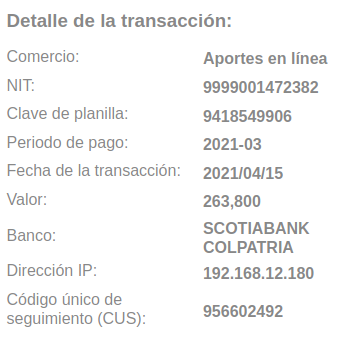 Detalle de la transacción:
Comercio: Aportes en línea
NIT: 9999001472382
Clave de planilla: 9418549906
Periodo de pago: 2021-03
Fecha de la transacción: 2021/04/15
Valor: 263,800
Banco: SCOTIABANK
COLPATRIA
Dirección IP: 192.168.12.180
Código único de
seguimiento (CUS): 956602492